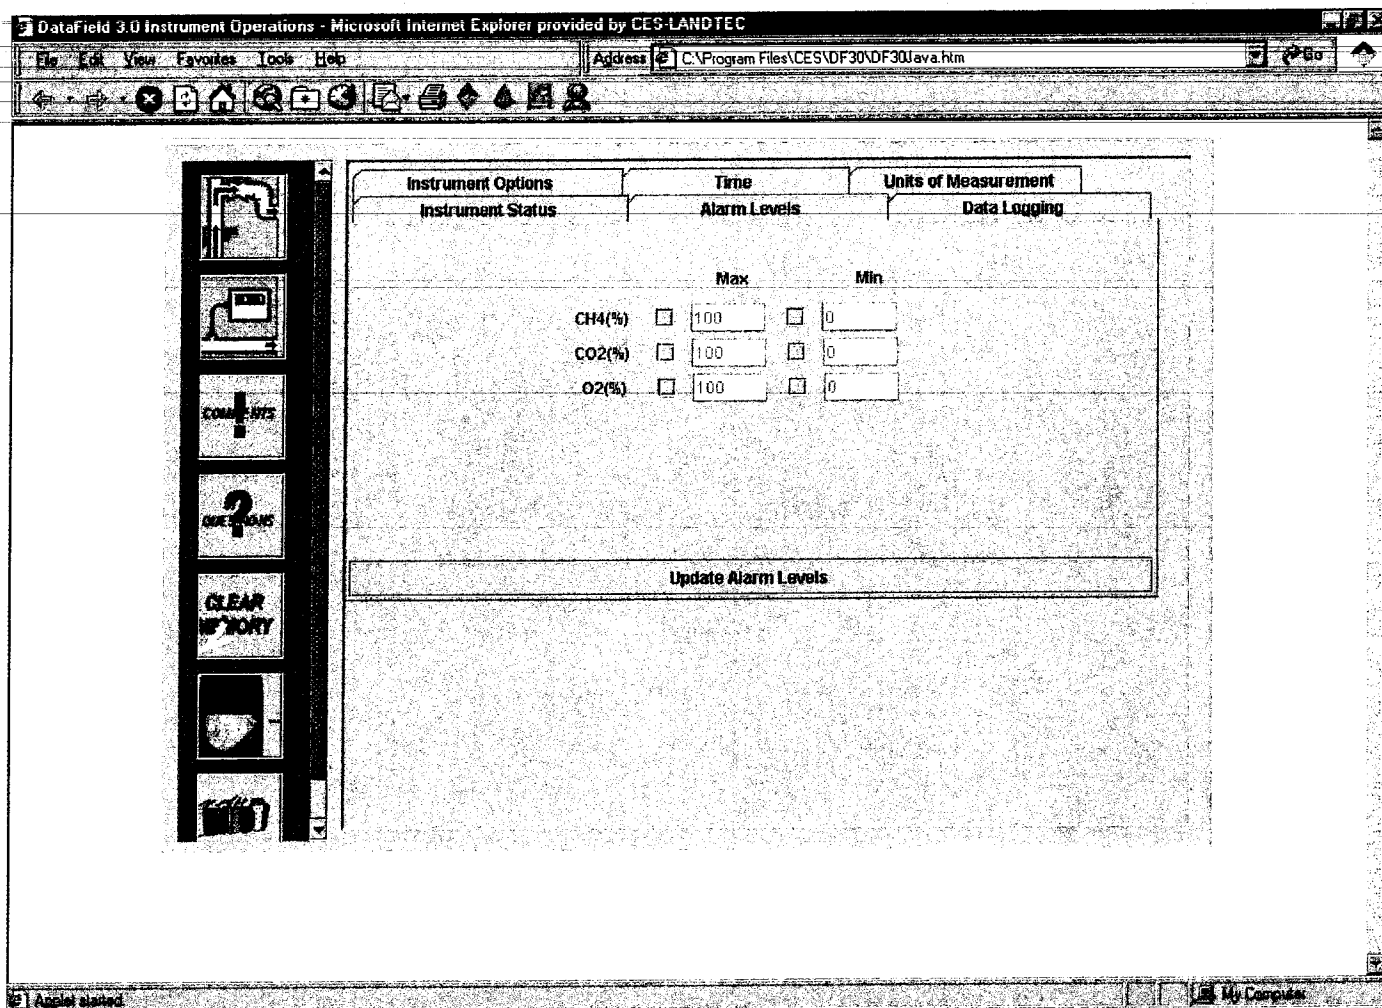 DataField 3.0 Instrument Operations - Microsoft Internet Explorer provided by CES-LANDTEC
File Edit View Favorites Tools Help Address C:\Program Files\CES\DF30\DF30Java.htm Go
Instrument Options Time Units of Measurement
Instrument Status Alarm Levels Data Logging
Max Min
CH4(%) 100 0
CO2(%) 100 0
O2(%) 100 0
COMMENTS
QUESTIONS
Update Alarm Levels
CLEAR
MEMORY
Applet started. My Computer